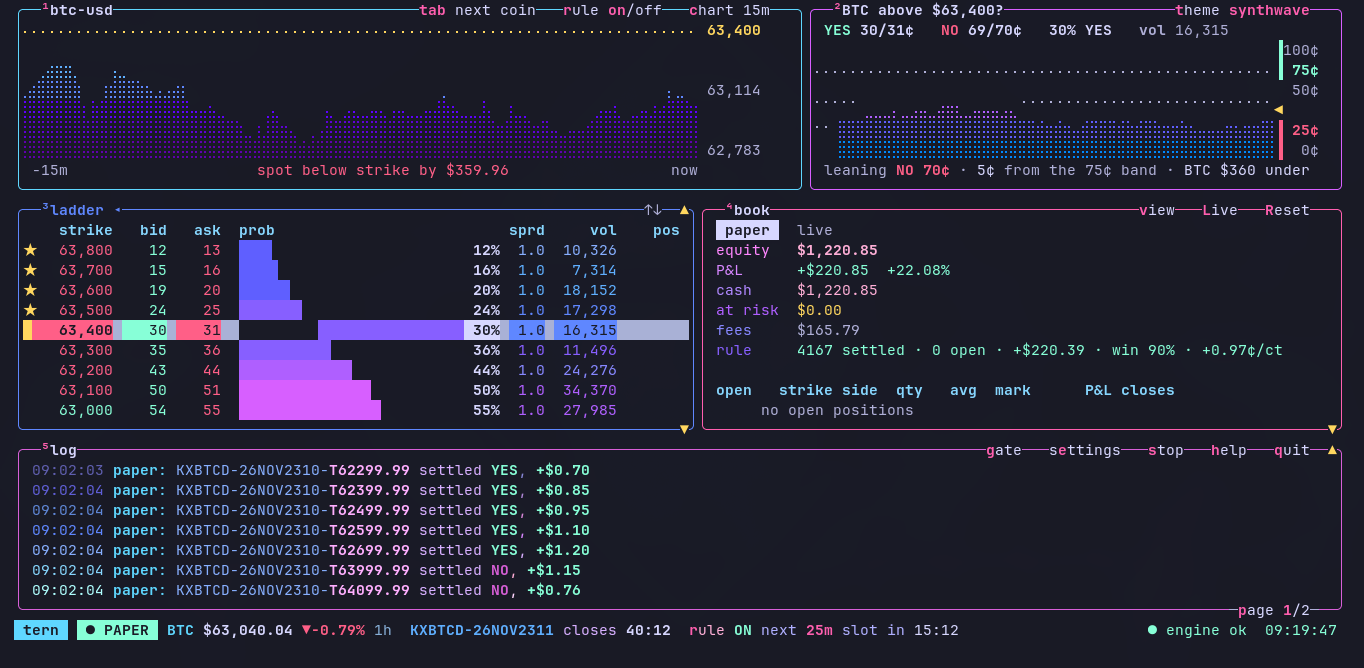 ¹btc-usd tab next coin rule on/off chart 15m
63,400
63,114
62,783
-15m spot below strike by $359.96 now
²BTC above $63,400? theme synthwave
YES 30/31¢ NO 69/70¢ 30% YES vol 16,315
100¢
75¢
50¢
◀
25¢
0¢
leaning NO 70¢ · 5¢ from the 75¢ band · BTC $360 under
³ladder ◂ ↑↓ ▲
strike bid ask prob sprd vol pos
★ 63,800 12 13 12% 1.0 10,326
★ 63,700 15 16 16% 1.0 7,314
★ 63,600 19 20 20% 1.0 18,152
★ 63,500 24 25 24% 1.0 17,298
63,400 30 31 30% 1.0 16,315
63,300 35 36 36% 1.0 11,496
63,200 43 44 44% 1.0 24,276
63,100 50 51 50% 1.0 34,370
63,000 54 55 55% 1.0 27,985
▼
⁴book view Live Reset
paper live
equity $1,220.85
P&L +$220.85 +22.08%
cash $1,220.85
at risk $0.00
fees $165.79
rule 4167 settled · 0 open · +$220.39 · win 90% · +0.97¢/ct
open strike side qty avg mark P&L closes
no open positions
▼
⁵log gate settings stop help quit ▲
09:02:03 paper: KXBTCD-26NOV2310-T62299.99 settled YES, +$0.70
09:02:04 paper: KXBTCD-26NOV2310-T62399.99 settled YES, +$0.85
09:02:04 paper: KXBTCD-26NOV2310-T62499.99 settled YES, +$0.95
09:02:04 paper: KXBTCD-26NOV2310-T62599.99 settled YES, +$1.10
09:02:04 paper: KXBTCD-26NOV2310-T62699.99 settled YES, +$1.20
09:02:04 paper: KXBTCD-26NOV2310-T63999.99 settled NO, +$1.15
09:02:04 paper: KXBTCD-26NOV2310-T64099.99 settled NO, +$0.76
page 1/2
tern ● PAPER BTC $63,040.04 ▼-0.79% 1h KXBTCD-26NOV2311 closes 40:12 rule ON next 25m slot in 15:12 ● engine ok 09:19:47